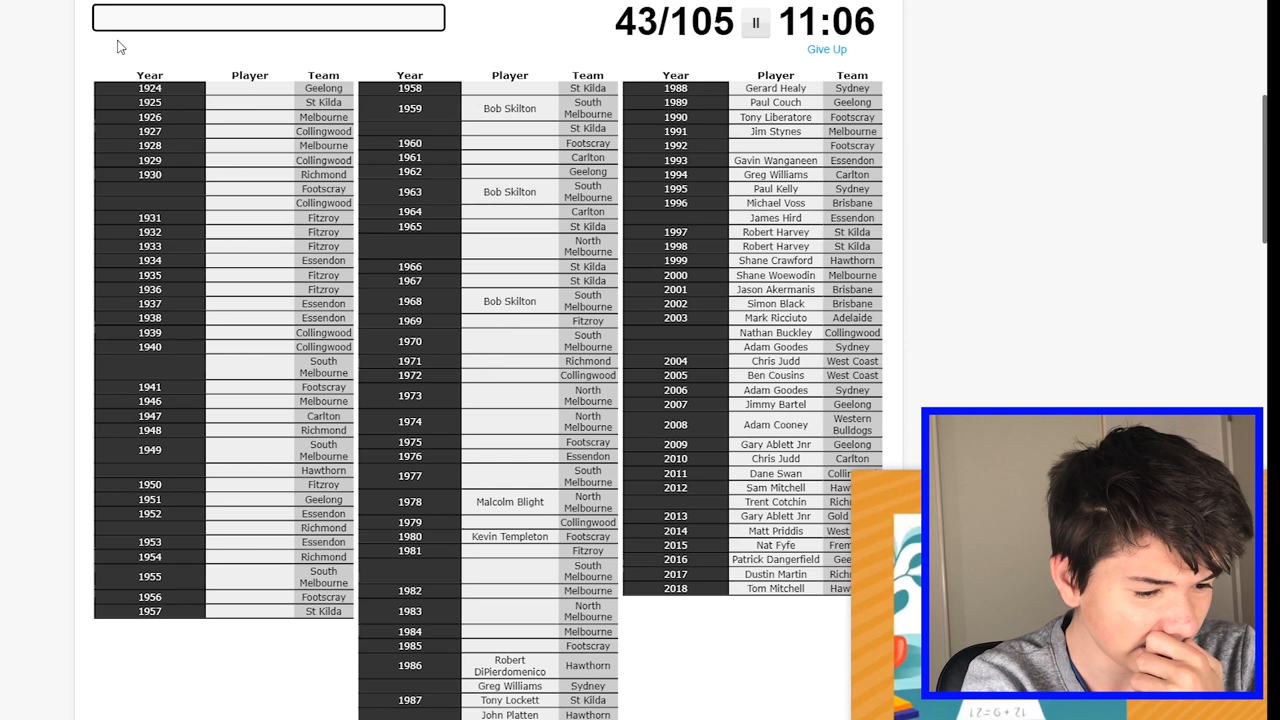 43/105 11:06
Give Up
Year Player Team
1924 Geelong
1925 St Kilda
1926 Melbourne
1927 Collingwood
1928 Melbourne
1929 Collingwood
1930 Richmond
Footscray
Collingwood
1931 Fitzroy
1932 Fitzroy
1933 Fitzroy
1934 Essendon
1935 Fitzroy
1936 Fitzroy
1937 Essendon
1938 Essendon
1939 Collingwood
1940 Collingwood
South
Melbourne
1941 Footscray
1946 Melbourne
1947 Carlton
1948 Richmond
1949 South
Melbourne
Hawthorn
1950 Fitzroy
1951 Geelong
1952 Essendon
Richmond
1953 Essendon
1954 Richmond
1955 South
Melbourne
1956 Footscray
1957 St Kilda
Year Player Team
1958 St Kilda
1959 Bob Skilton South
Melbourne
St Kilda
1960 Footscray
1961 Carlton
1962 Geelong
1963 Bob Skilton South
Melbourne
1964 Carlton
1965 St Kilda
North
Melbourne
1966 St Kilda
1967 St Kilda
1968 Bob Skilton South
Melbourne
1969 Fitzroy
1970 South
Melbourne
1971 Richmond
1972 Collingwood
1973 North
Melbourne
1974 North
Melbourne
1975 Footscray
1976 Essendon
1977 South
Melbourne
1978 Malcolm Blight North
Melbourne
1979 Collingwood
1980 Kevin Templeton Footscray
1981 Fitzroy
South
Melbourne
1982 Melbourne
1983 North
Melbourne
1984 Melbourne
1985 Footscray
1986 Robert
DiPierdomenico Hawthorn
Greg Williams Sydney
1987 Tony Lockett St Kilda
John Platten Hawthorn
Year Player Team
1988 Gerard Healy Sydney
1989 Paul Couch Geelong
1990 Tony Liberatore Footscray
1991 Jim Stynes Melbourne
1992 Footscray
1993 Gavin Wanganeen Essendon
1994 Greg Williams Carlton
1995 Paul Kelly Sydney
1996 Michael Voss Brisbane
James Hird Essendon
1997 Robert Harvey St Kilda
1998 Robert Harvey St Kilda
1999 Shane Crawford Hawthorn
2000 Shane Woewodin Melbourne
2001 Jason Akermanis Brisbane
2002 Simon Black Brisbane
2003 Mark Ricciuto Adelaide
Nathan Buckley Collingwood
Adam Goodes Sydney
2004 Chris Judd West Coast
2005 Ben Cousins West Coast
2006 Adam Goodes Sydney
2007 Jimmy Bartel Geelong
2008 Adam Cooney Western
Bulldogs
2009 Gary Ablett Jnr Geelong
2010 Chris Judd Carlton
2011 Dane Swan Collin
2012 Sam Mitchell Haw
Trent Cotchin Rich
2013 Gary Ablett Jnr Gold
2014 Matt Priddis We
2015 Nat Fyfe Frem
2016 Patrick Dangerfield Gee
2017 Dustin Martin Rich
2018 Tom Mitchell Haw
12 + 9 = 21